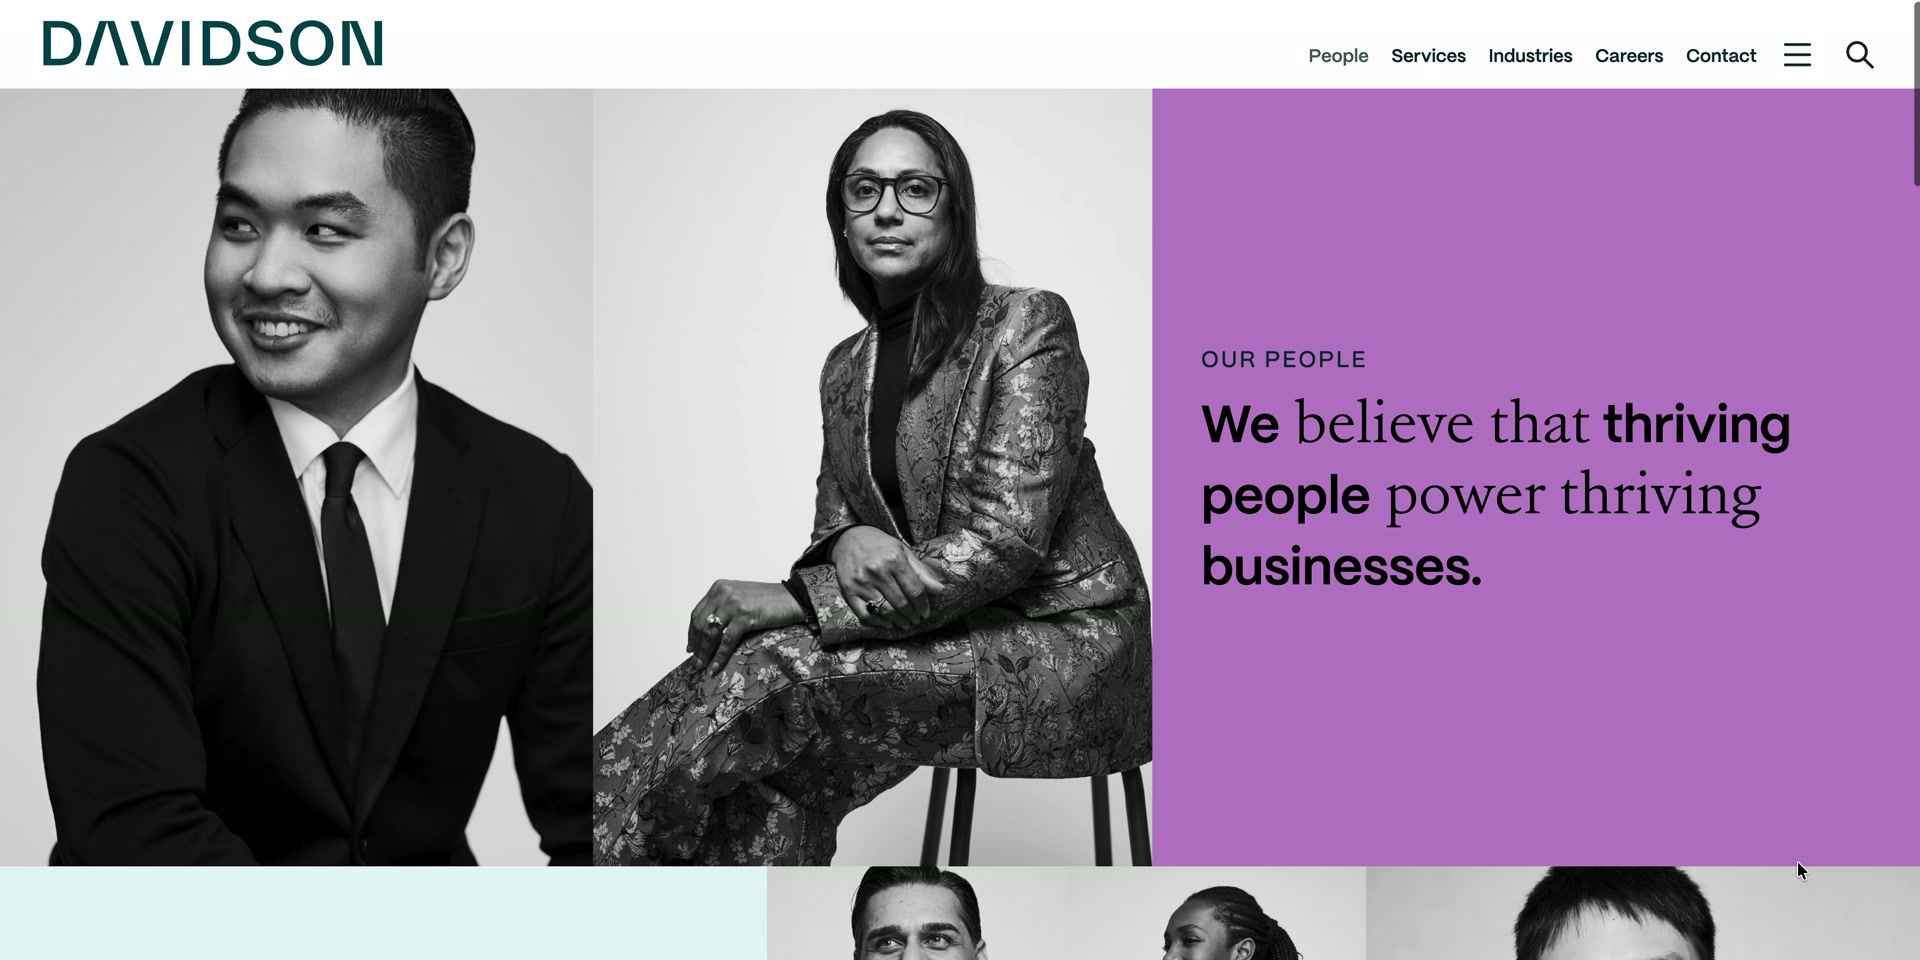 DAVIDSON
People Services Industries Careers Contact
OUR PEOPLE
We believe that thriving
people power thriving
businesses.